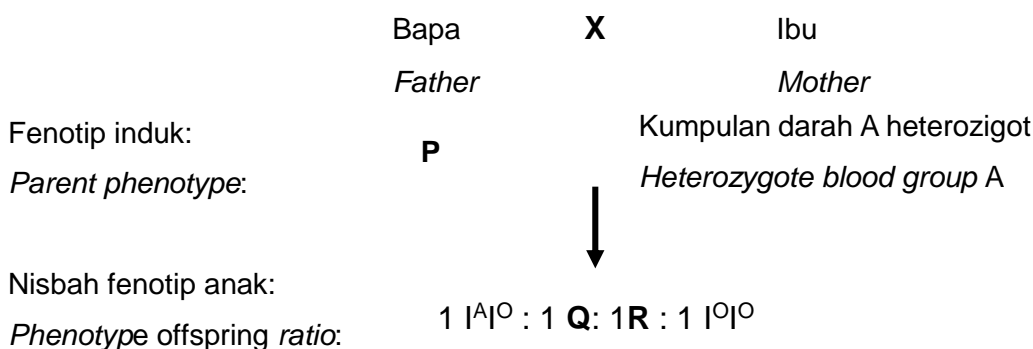 Bapa X Ibu
Father Mother
Fenotip induk: P Kumpulan darah A heterozigot
Parent phenotype: Heterozygote blood group A
Nisbah fenotip anak:
Phenotype offspring ratio: 1 IᴬIᴼ : 1 Q: 1R : 1 IᴼIᴼ